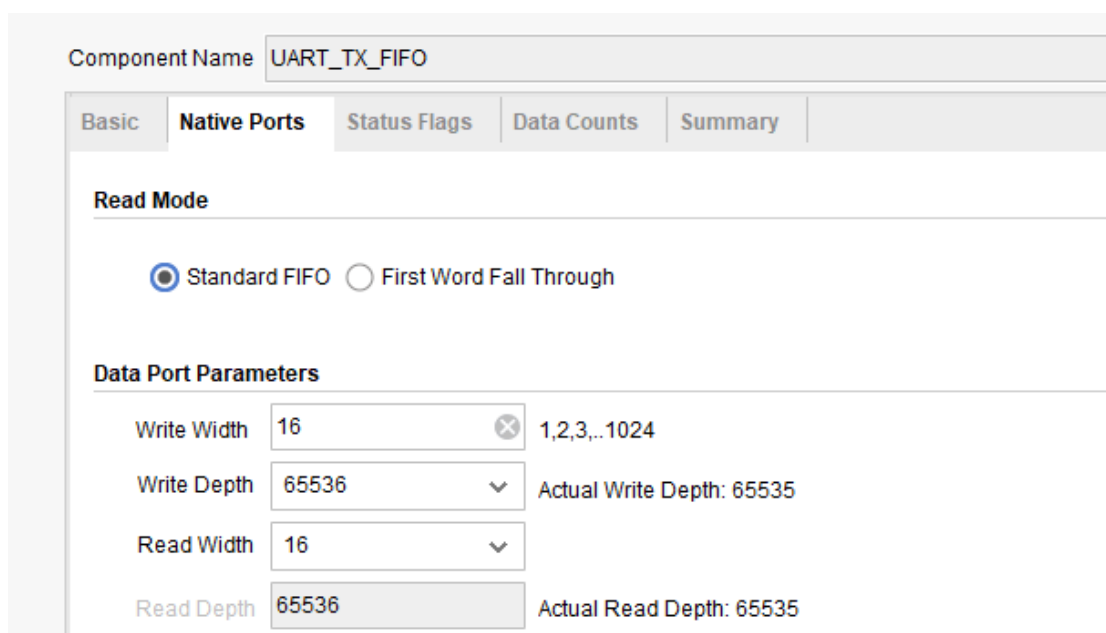 Component Name UART_TX_FIFO
Basic Native Ports Status Flags Data Counts Summary
Read Mode
Standard FIFO First Word Fall Through
Data Port Parameters
Write Width 16 1,2,3,..1024
Write Depth 65536 Actual Write Depth: 65535
Read Width 16
Read Depth 65536 Actual Read Depth: 65535